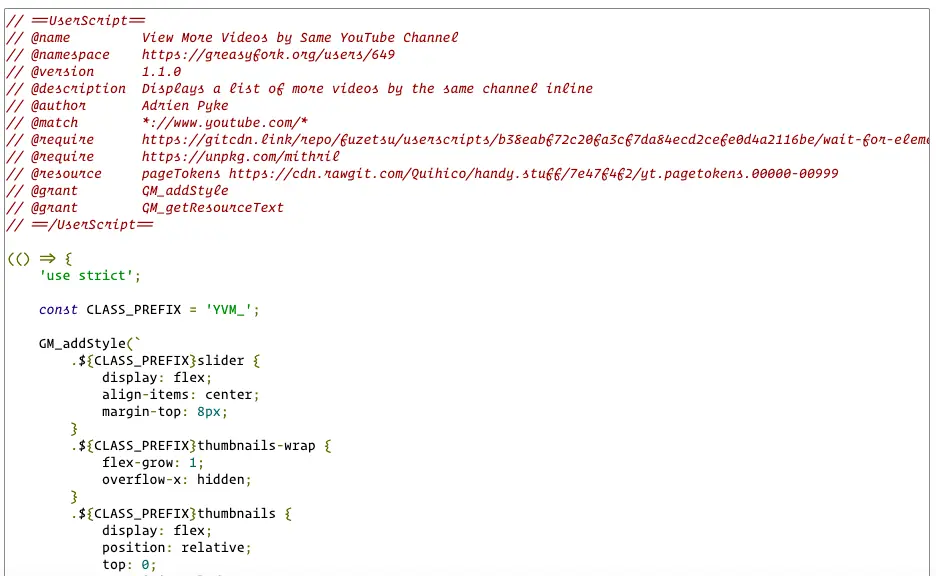 // ==UserScript==
// @name         View More Videos by Same YouTube Channel
// @namespace    https://greasyfork.org/users/649
// @version      1.1.0
// @description  Displays a list of more videos by the same channel inline
// @author       Adrien Pyke
// @match        *://www.youtube.com/*
// @require      https://gitcdn.link/repo/fuzetsu/userscripts/b38eabf72c20fa3cf7da84ecd2cefe0d4a2116be/wait-for-eleme
// @require      https://unpkg.com/mithril
// @resource     pageTokens https://cdn.rawgit.com/Quihico/handy.stuff/7e47f4f2/yt.pagetokens.00000-00999
// @grant        GM_addStyle
// @grant        GM_getResourceText
// ==/UserScript==
(() => {
    'use strict';
    const CLASS_PREFIX = 'YVM_';
    GM_addStyle(`
        .${CLASS_PREFIX}slider {
            display: flex;
            align-items: center;
            margin-top: 8px;
        }
        .${CLASS_PREFIX}thumbnails-wrap {
            flex-grow: 1;
            overflow-x: hidden;
        }
        .${CLASS_PREFIX}thumbnails {
            display: flex;
            position: relative;
            top: 0;